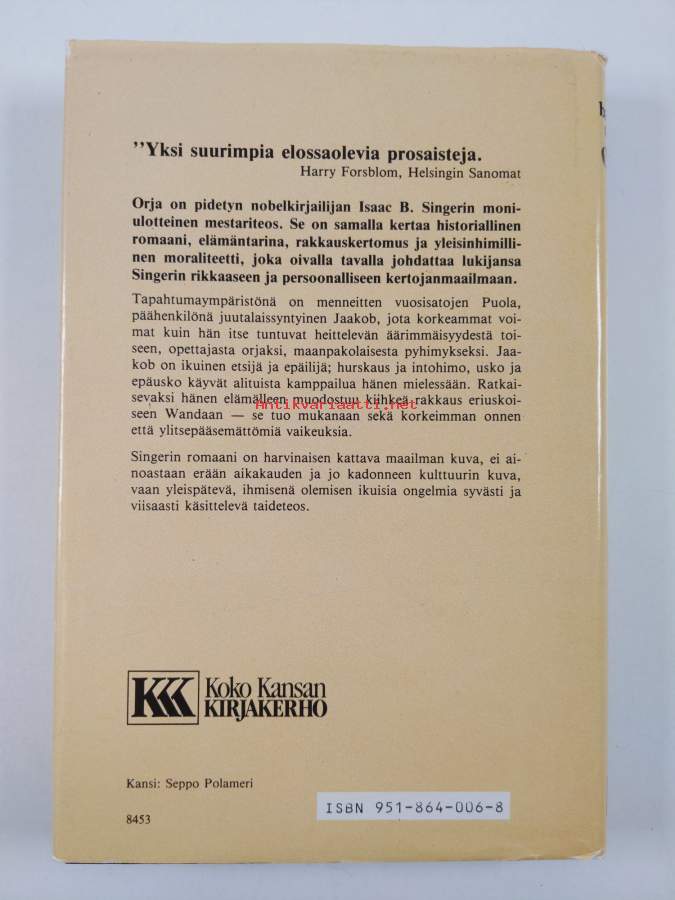 ”Yksi suurimpia elossaolevia prosaisteja.
Harry Forsblom, Helsingin Sanomat
Orja on pidetyn nobelkirjailijan Isaac B. Singerin moni-
ulotteinen mestariteos. Se on samalla kertaa historiallinen
romaani, elämäntarina, rakkauskertomus ja yleisinhimilli-
nen moraliteetti, joka oivalla tavalla johdattaa lukijansa
Singerin rikkaaseen ja persoonalliseen kertojanmaailmaan.
Tapahtumaympäristönä on menneitten vuosisatojen Puola,
päähenkilönä juutalaissyntyinen Jaakob, jota korkeammat voi-
mat kuin hän itse tuntuvat heittelevän äärimmäisyydestä toi-
seen, opettajasta orjaksi, maanpakolaisesta pyhimykseksi. Jaa-
kob on ikuinen etsijä ja epäilijä; hurskaus ja intohimo, usko ja
epäusko käyvät alituista kamppailua hänen mielessään. Ratkai-
sevaksi hänen elämälleen muodostuu kiihkeä rakkaus eriuskoi-
seen Wandaan — se tuo mukanaan sekä korkeimman onnen
että ylitsepääsemättömiä vaikeuksia.
Antikvariaatti.net
Singerin romaani on harvinaisen kattava maailman kuva, ei ai-
noastaan erään aikakauden ja jo kadonneen kulttuurin kuva,
vaan yleispätevä, ihmisenä olemisen ikuisia ongelmia syvästi ja
viisaasti käsittelevä taideteos.
KKK Koko Kansan
KIRJAKERHO
Kansi: Seppo Polameri
ISBN 951-864-006-8
8453